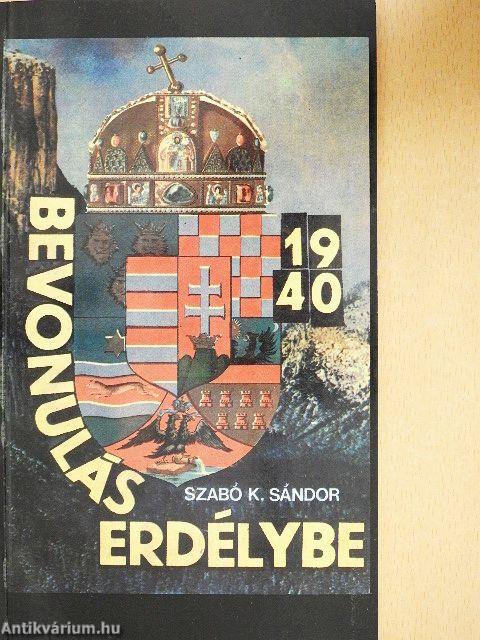 BEVONULÁS
19
40
SZABÓ K. SÁNDOR
ERDÉLYBE
Antikvárium.hu